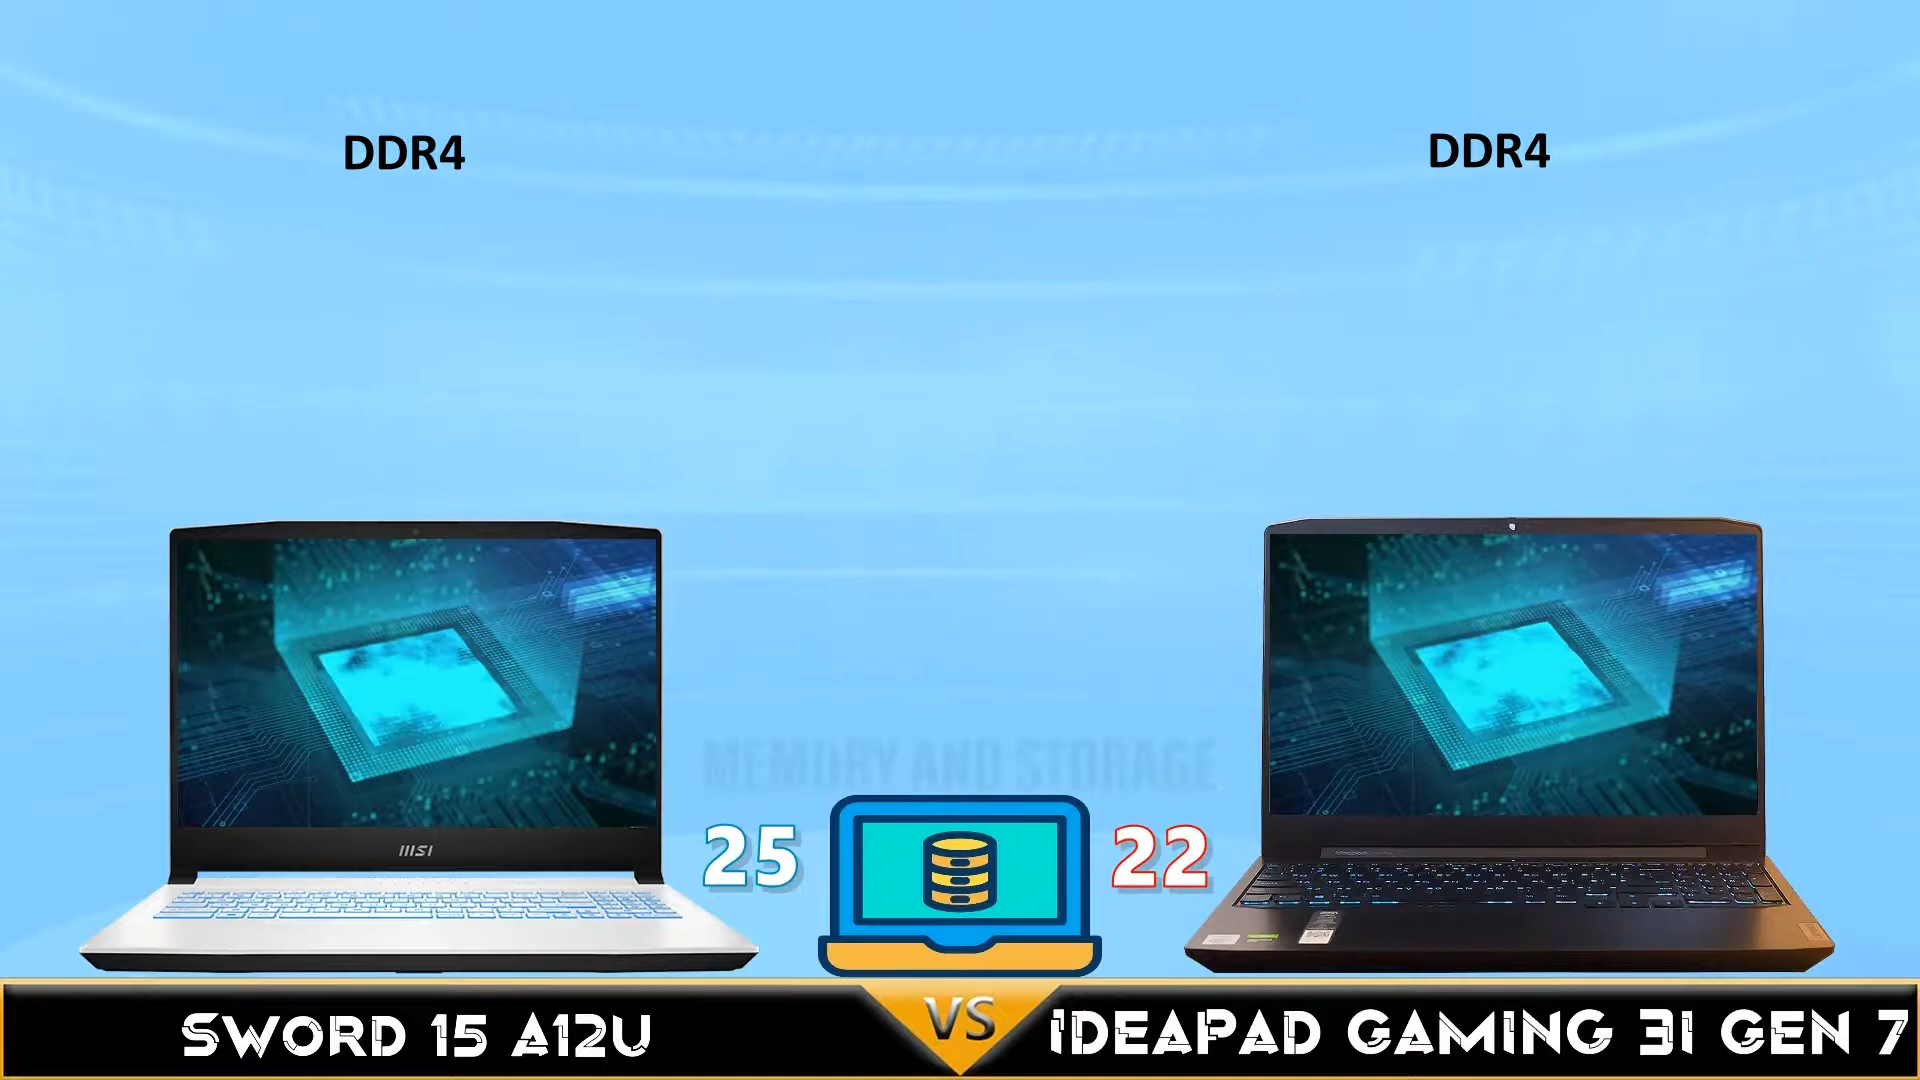 DDR4
DDR4
MEMORY AND STORAGE
25
22
msi
SWORD 15 A12U
VS
IDEAPAD GAMING 3I GEN 7